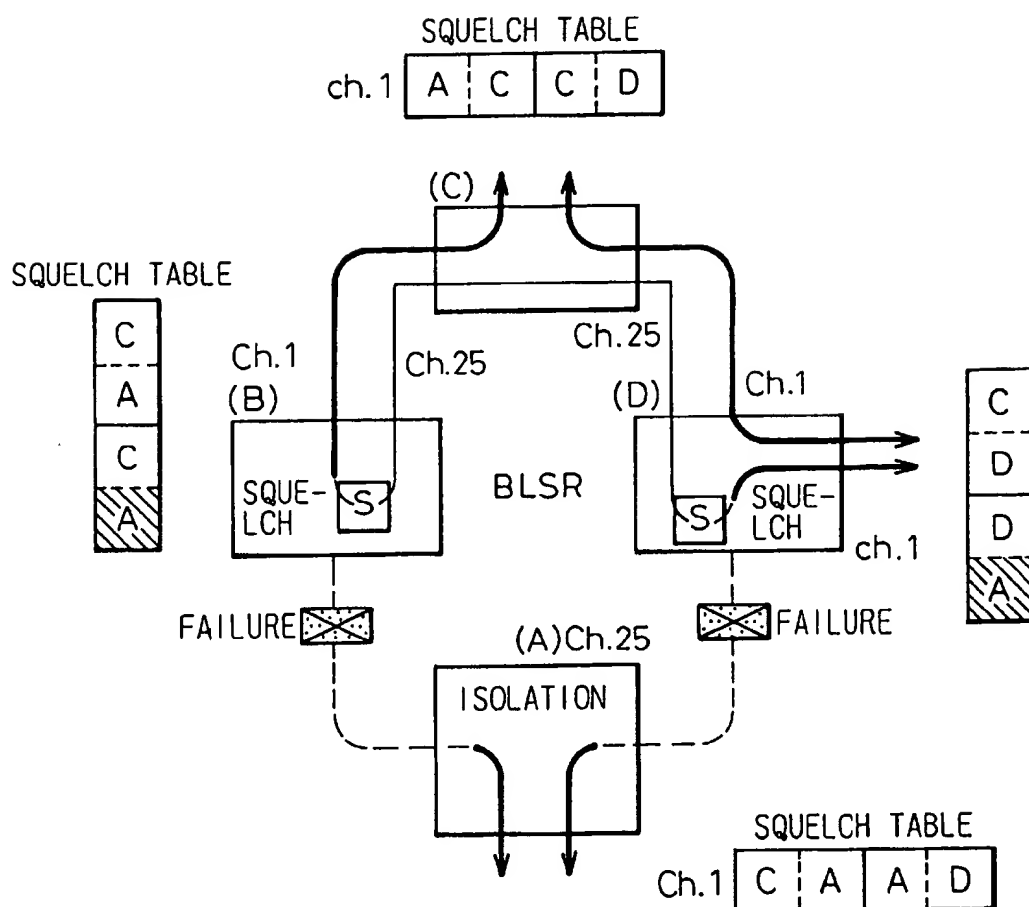 SQUELCH TABLE
ch.1 A C C D
(C)
SQUELCH TABLE
C
A
C
A
Ch.1
Ch.25
Ch.25
Ch.1
(B)
(D)
C
D
D
A
SQUE-
LCH
S
BLSR
S
SQUE-
LCH
ch.1
FAILURE
FAILURE
(A)Ch.25
ISOLATION
SQUELCH TABLE
Ch.1 C A A D